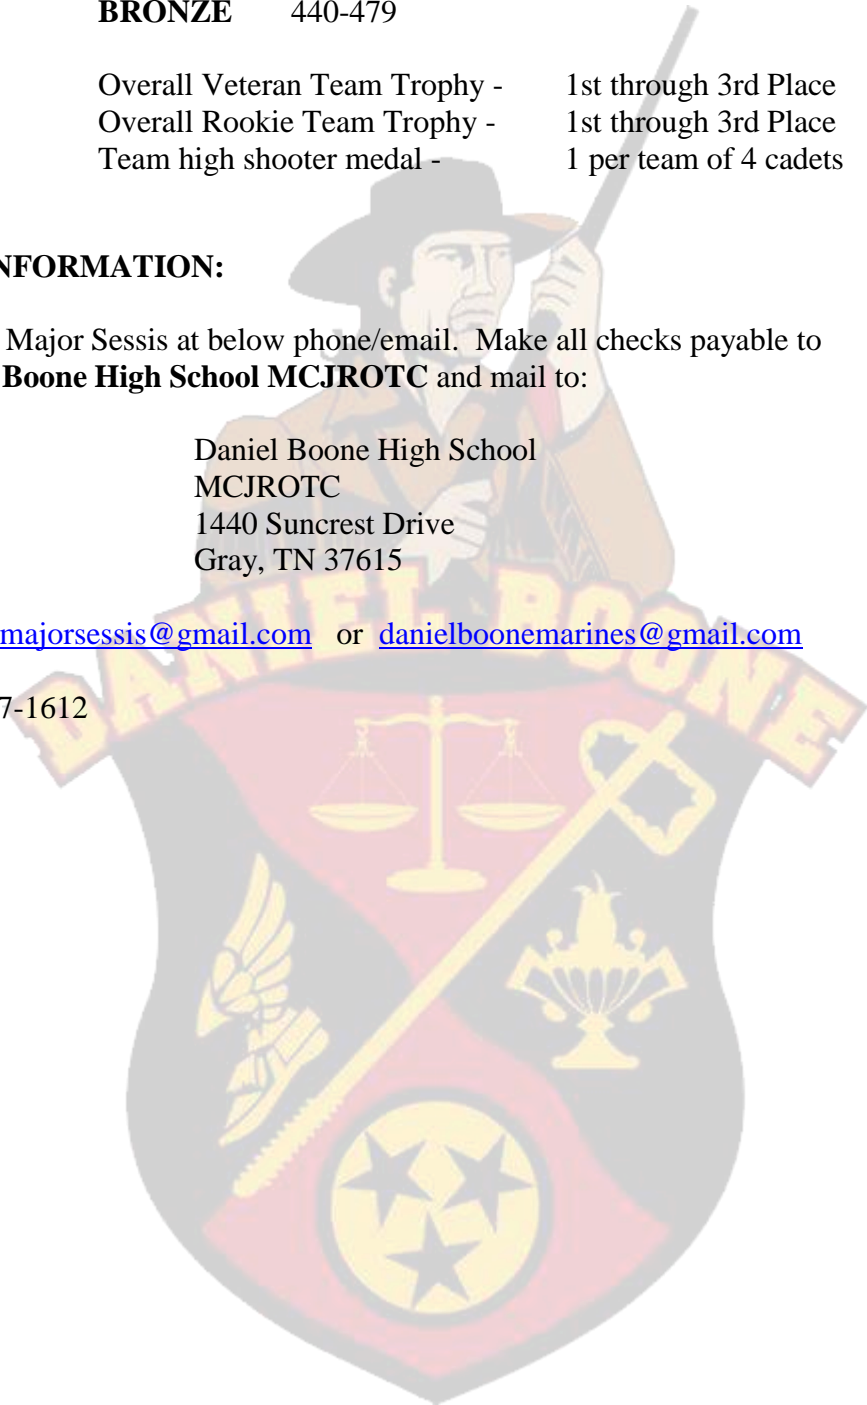 BRONZE 440-479
Overall Veteran Team Trophy - 1st through 3rd Place
Overall Rookie Team Trophy - 1st through 3rd Place
Team high shooter medal - 1 per team of 4 cadets
NFORMATION:
Major Sessis at below phone/email. Make all checks payable to
Boone High School MCJROTC and mail to:
Daniel Boone High School
MCJROTC
1440 Suncrest Drive
Gray, TN 37615
majorsessis@gmail.com or danielboonemarines@gmail.com
7-1612
DANIEL BOONE